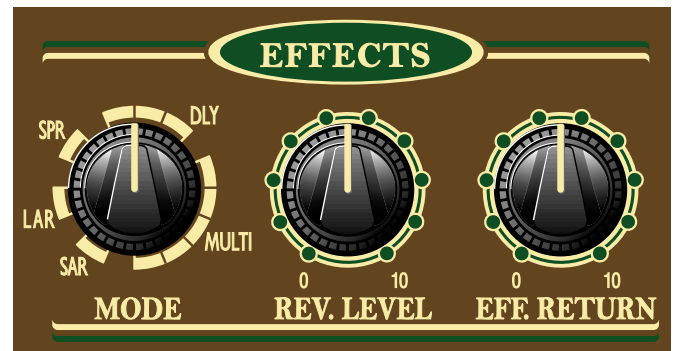 EFFECTS
SPR
DLY
LAR
MULTI
SAR
0 10
0 10
MODE
REV. LEVEL
EFF. RETURN